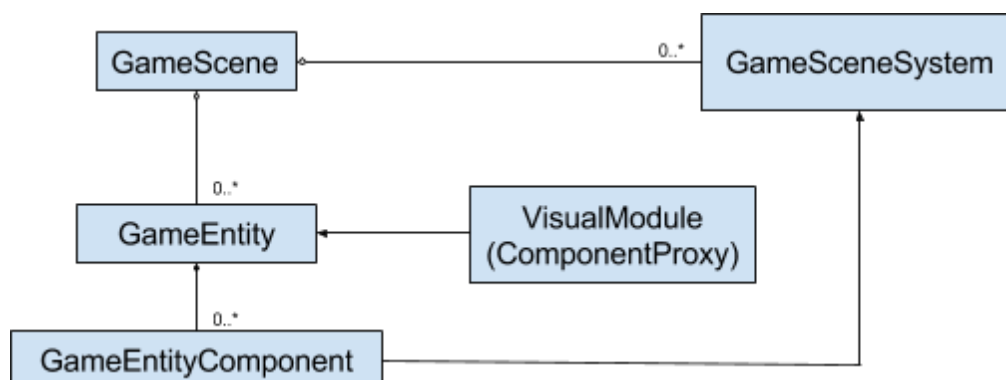 GameScene
0..*
GameSceneSystem
0..*
GameEntity
VisualModule
(ComponentProxy)
0..*
GameEntityComponent